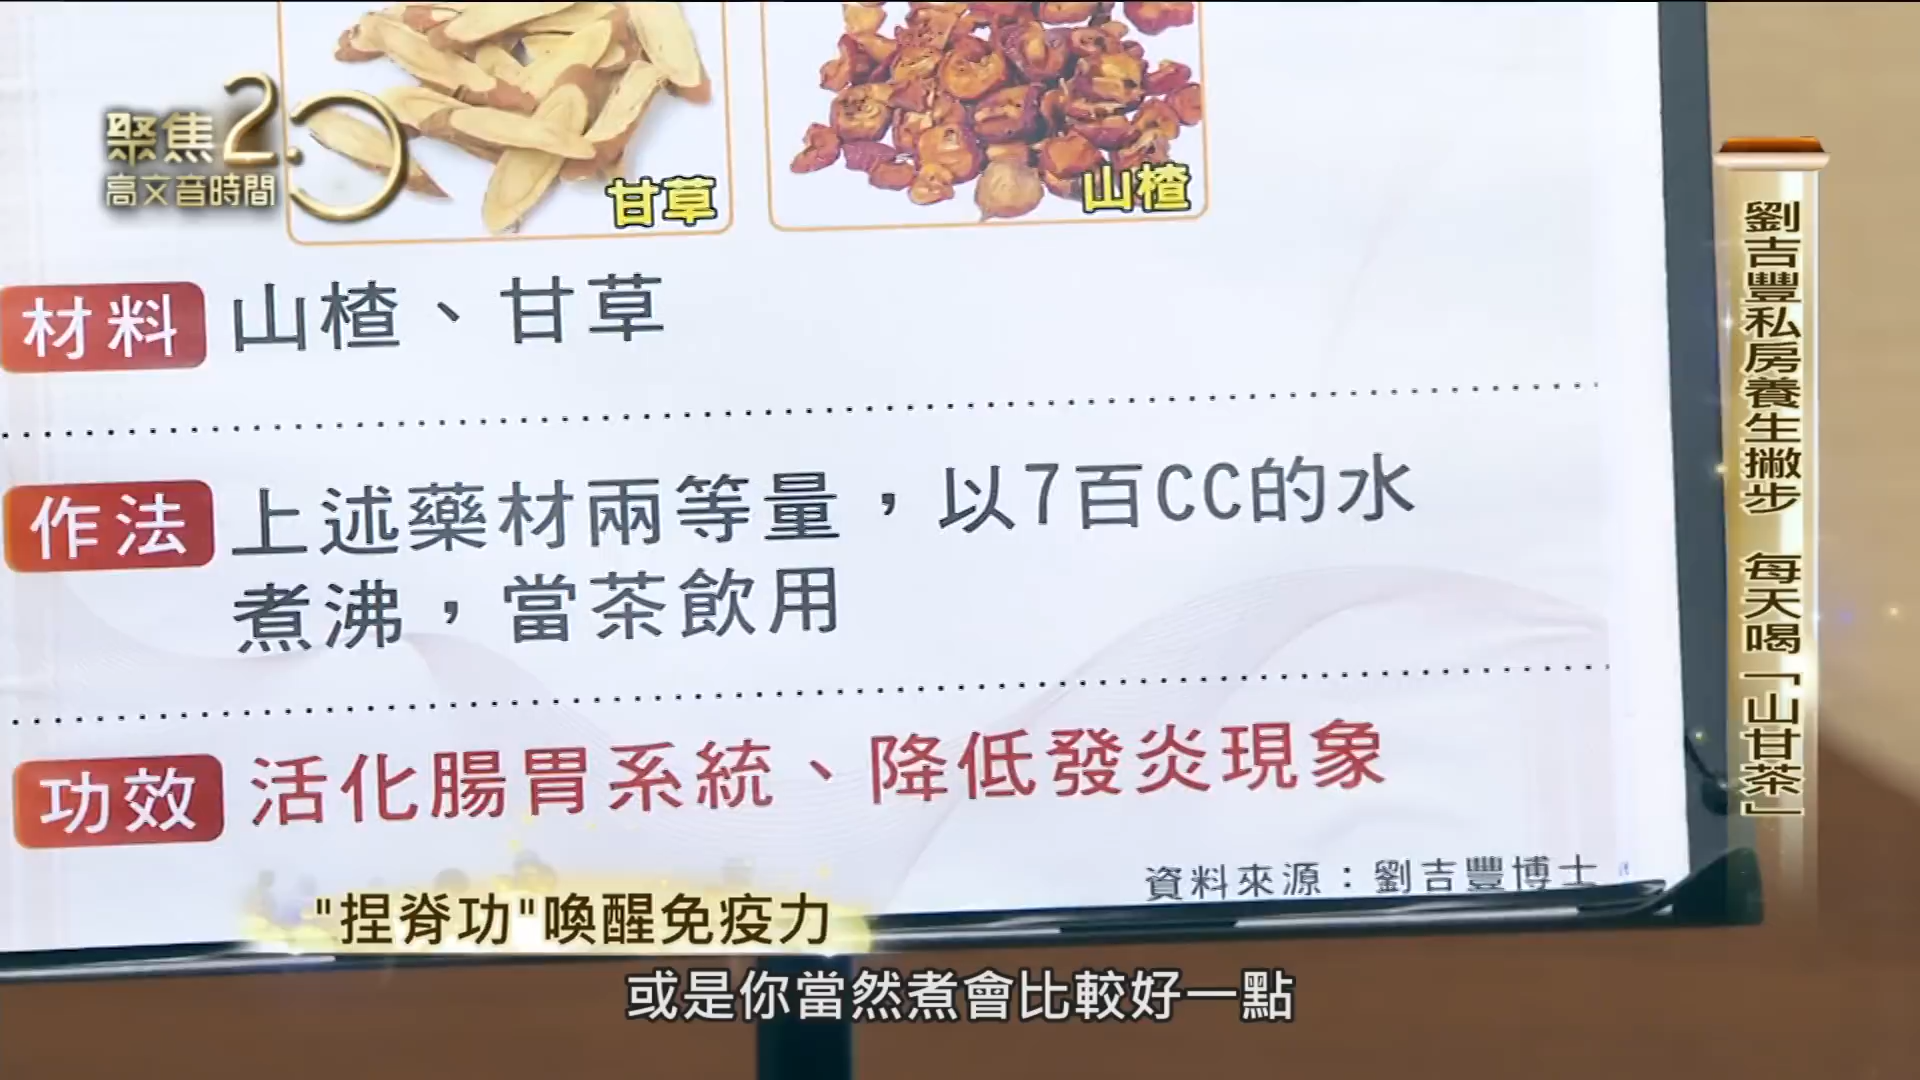 聚焦2.0
高文音時間
甘草
山楂
材料 山楂、甘草
作法 上述藥材兩等量，以7百CC的水
煮沸，當茶飲用
功效 活化腸胃系統、降低發炎現象
資料來源：劉吉豐博士
劉吉豐私房養生撇步 每天喝「山甘茶」
"捏脊功"喚醒免疫力
或是你當然煮會比較好一點